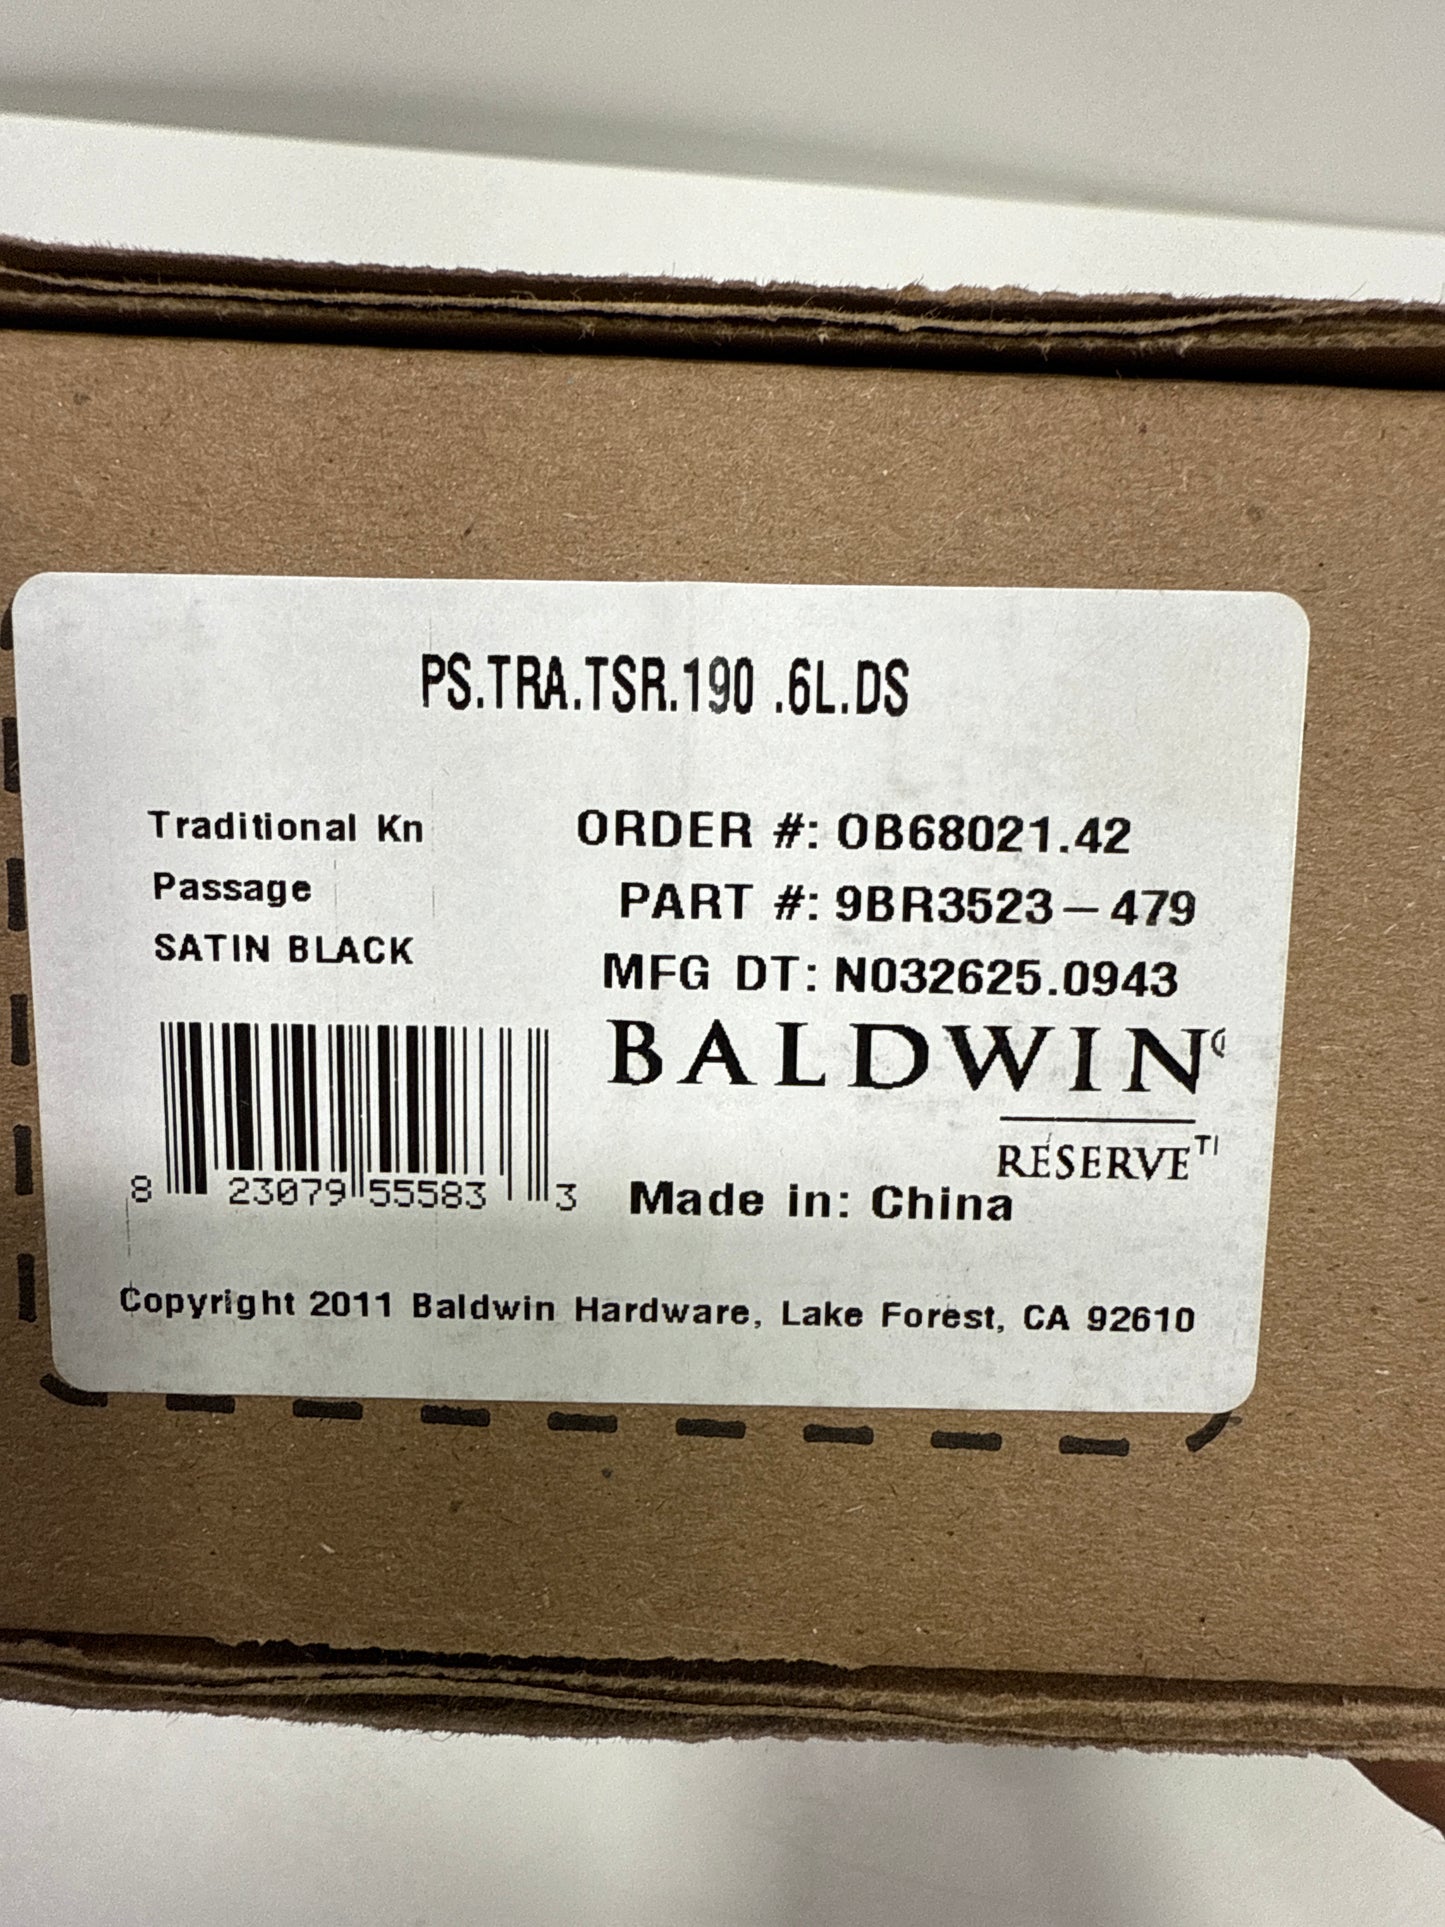 PS.TRA.TSR.190 .6L.DS
Traditional Kn
Passage
SATIN BLACK
ORDER #: OB68021.42
PART #: 9BR3523-479
MFG DT: N032625.0943
BALDWIN
RESERVE
8 23079 55583 3
Made in: China
Copyright 2011 Baldwin Hardware, Lake Forest, CA 92610